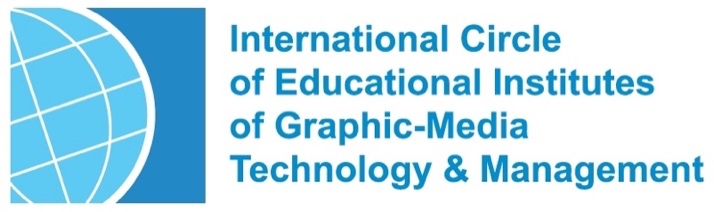 International Circle
of Educational Institutes
of Graphic-Media
Technology & Management